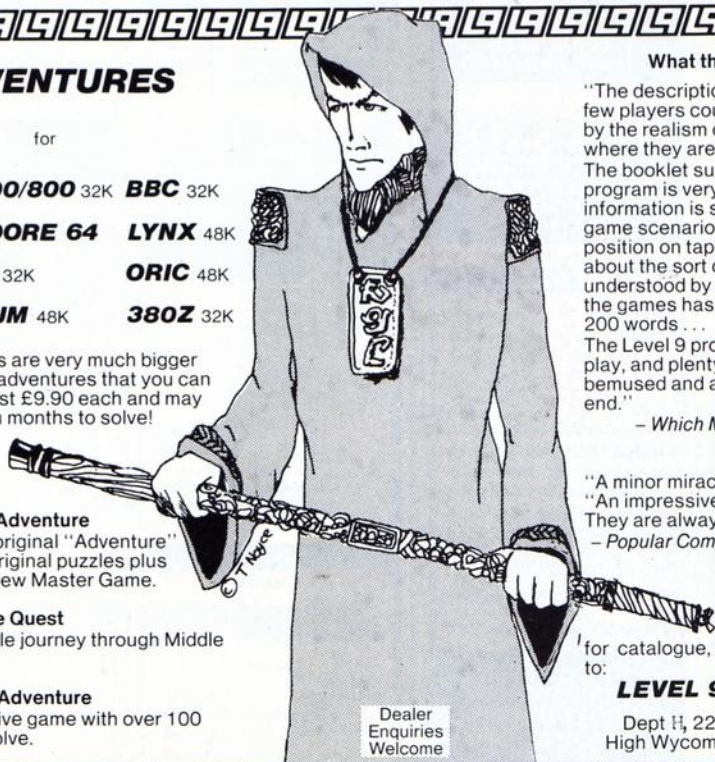 VENTURES
for
00/800 32K BBC 32K
DORE 64 LYNX 48K
32K ORIC 48K
UM 48K 380Z 32K
s are very much bigger
adventures that you can
st £9.90 each and may
months to solve!
Adventure
original "Adventure"
riginal puzzles plus
ew Master Game.
e Quest
le journey through Middle
Adventure
ive game with over 100
olve.
© T Noyce
Dealer
Enquiries
Welcome
What th
"The descriptio
few players cou
by the realism o
where they are
The booklet su
program is very
information is s
game scenario
position on tap
about the sort o
understood by
the games has
200 words ...
The Level 9 pro
play, and plenty
bemused and a
end."
– Which M
"A minor mirac
"An impressive
They are alway
– Popular Com
for catalogue,
to:
LEVEL 9
Dept H, 22
High Wycom